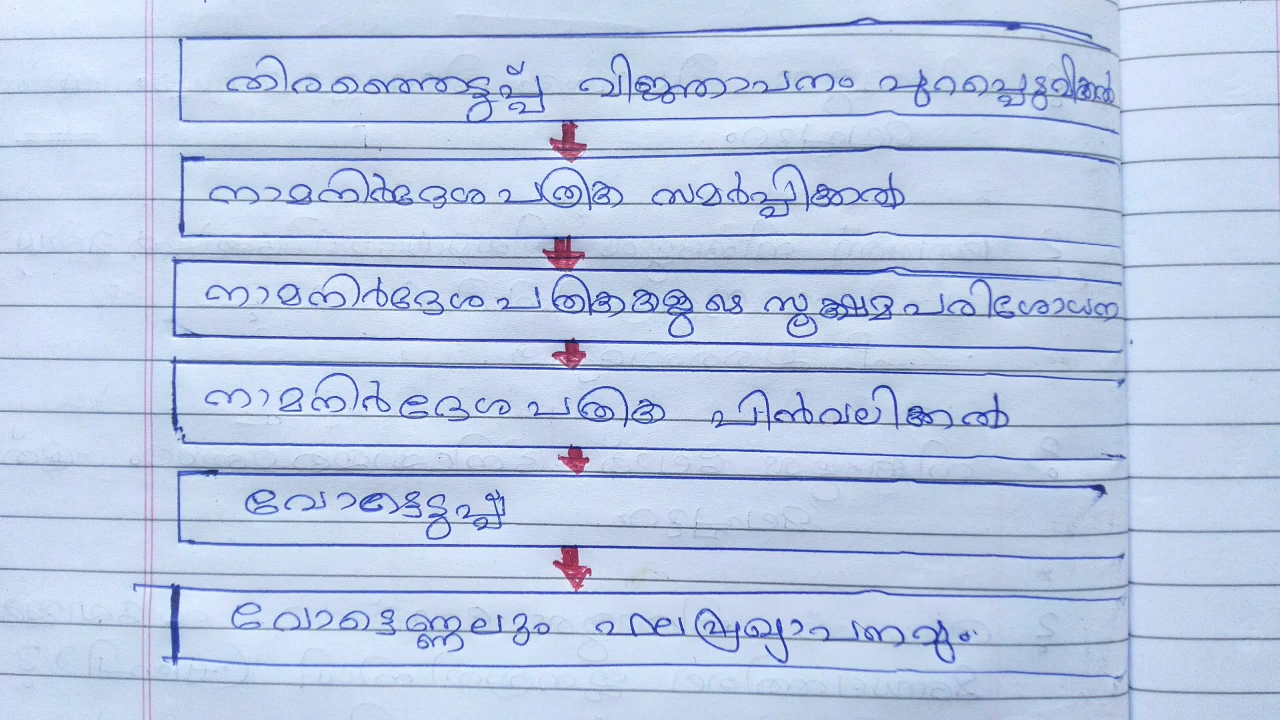 തിരഞ്ഞെടുപ്പ് വിജ്ഞാപനം പുറപ്പെടുവിക്കൽ
നാമനിർദ്ദേശ പത്രിക സമർപ്പിക്കൽ
നാമനിർദ്ദേശ പത്രികകളുടെ സൂക്ഷ്മപരിശോധന
നാമനിർദ്ദേശ പത്രിക പിൻവലിക്കൽ
വോട്ടെടുപ്പ്
വോട്ടെണ്ണലും ഫലപ്രഖ്യാപനവും.